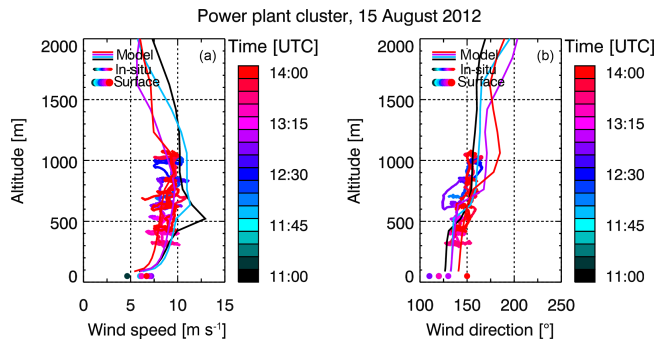 Power plant cluster, 15 August 2012
2000
1500
1000
500
0
Altitude [m]
Model
In-situ
Surface
(a)
0 5 10 15
Wind speed [m s⁻¹]
Time [UTC]
14:00
13:15
12:30
11:45
11:00
2000
1500
1000
500
0
Altitude [m]
Model
In-situ
Surface
(b)
100 150 200 250
Wind direction [°]
Time [UTC]
14:00
13:15
12:30
11:45
11:00